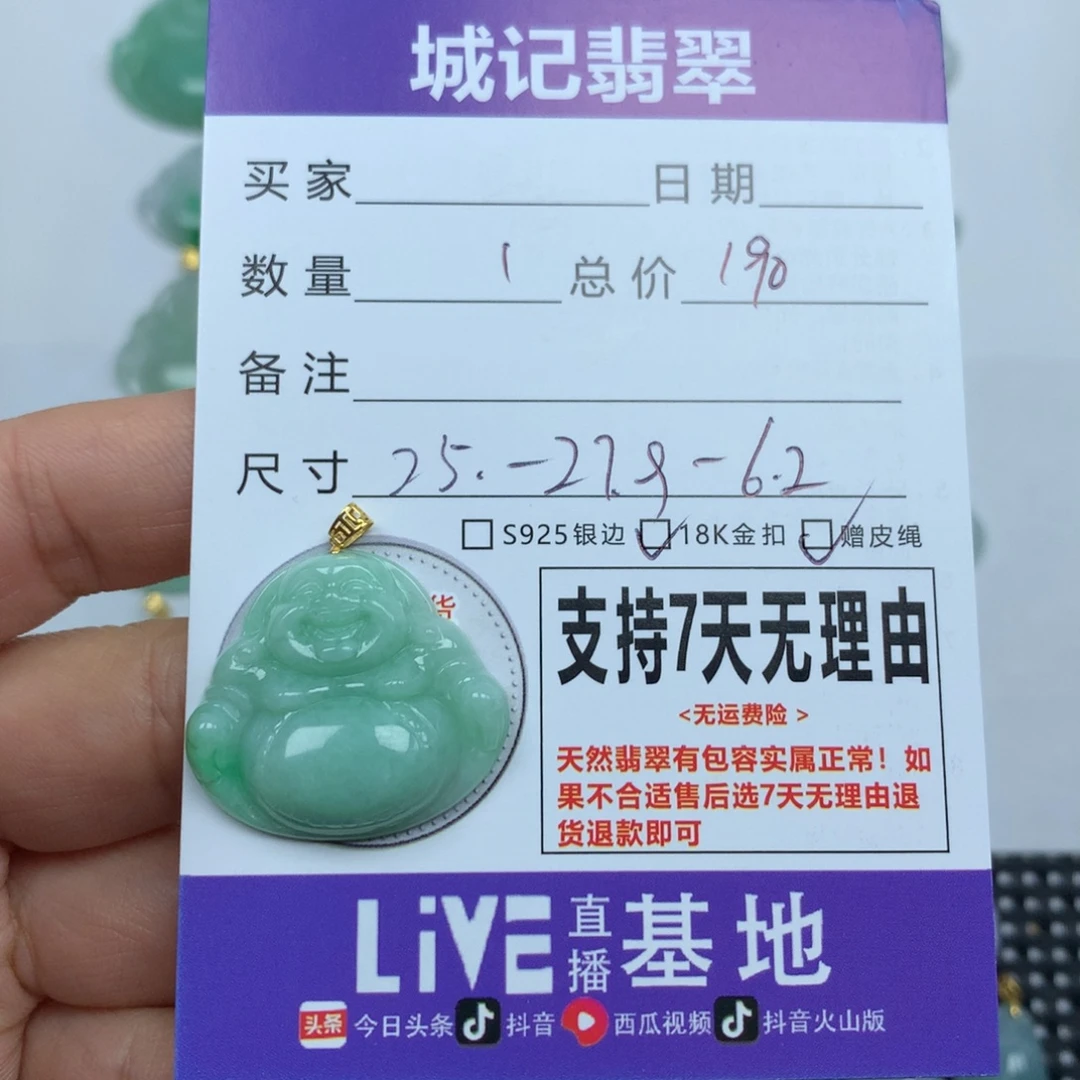 城记翡翠
买家 日期
数量 1 总价 190
备注
尺寸 25.-27.9-6.2
S925银边 18K金扣 赠皮绳
货
支持7天无理由
<无运费险 >
天然翡翠有包容实属正常！如
果不合适售后选7天无理由退
货退款即可
LiVE 直播 基地
头条 今日头条 抖音 西瓜视频 抖音火山版